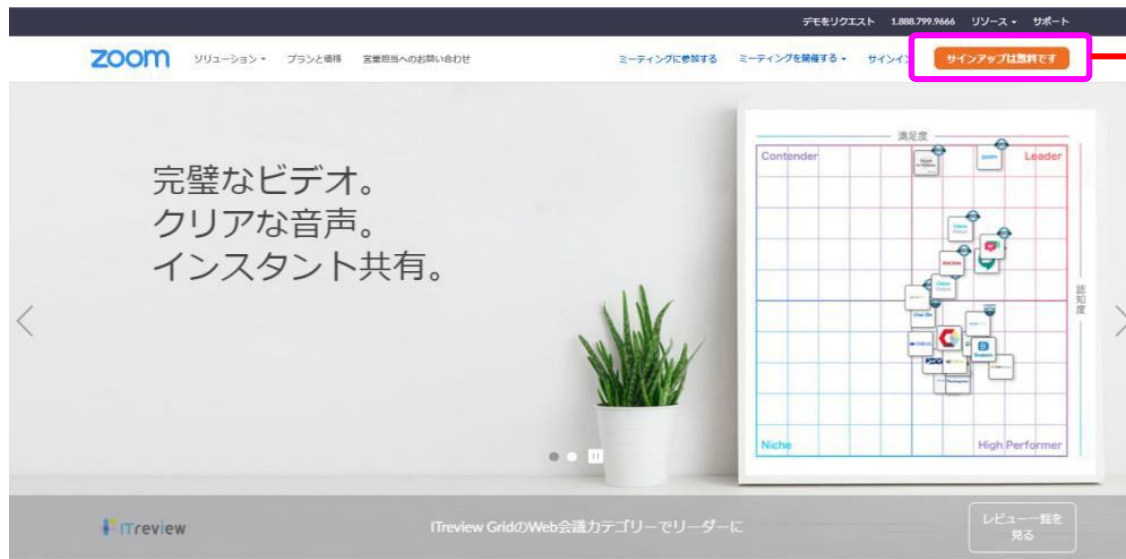 デモをリクエスト 1.888.799.9666 リソース サポート
zoom ソリューション プランと価格 営業担当へのお問い合わせ ミーティングに参加する ミーティングを開催する サインイン サインアップは無料です
満足度
Contender Leader
完璧なビデオ。
クリアな音声。
インスタント共有。
認知度
Niche High Performer
ITreview ITreview GridのWeb会議カテゴリーでリーダーに レビュー一覧を
見る